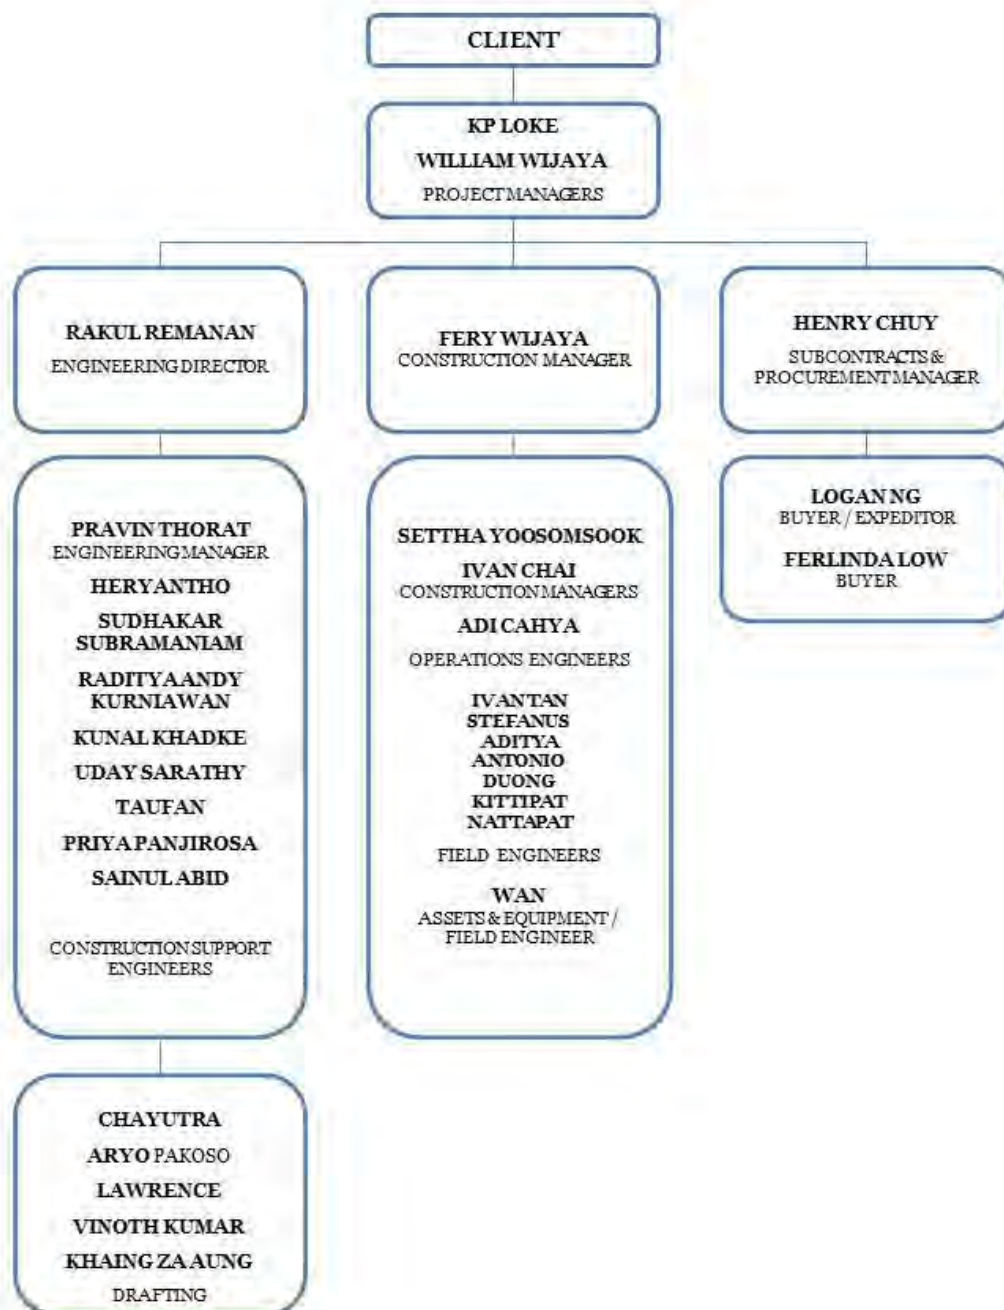 CLIENT
KP LOKE
WILLIAM WIJAYA
PROJECT MANAGERS
RAKUL REMANAN
ENGINEERING DIRECTOR
FERY WIJAYA
CONSTRUCTION MANAGER
HENRY CHUY
SUBCONTRACTS &
PROCUREMENT MANAGER
PRAVIN THORAT
ENGINEERING MANAGER
HERYANTHO
SUDHAKAR
SUBRAMANIAM
RADITYA ANDY
KURNIAWAN
KUNAL KHADKE
UDAY SARATHY
TAUFAN
PRIYA PANJIROSA
SAINUL ABID
CONSTRUCTION SUPPORT
ENGINEERS
SETTHA YOOSOMSOOK
IVAN CHAI
CONSTRUCTION MANAGERS
ADI CAHYA
OPERATIONS ENGINEERS
IVAN TAN
STEFANUS
ADITYA
ANTONIO
DUONG
KITTIPAT
NATTAPAT
FIELD ENGINEERS
WAN
ASSETS & EQUIPMENT /
FIELD ENGINEER
LOGAN NG
BUYER / EXPEDITOR
FERLINDA LOW
BUYER
CHAYUTRA
ARYO PAKOSO
LAWRENCE
VINOTH KUMAR
KHAING ZA AUNG
DRAFTING